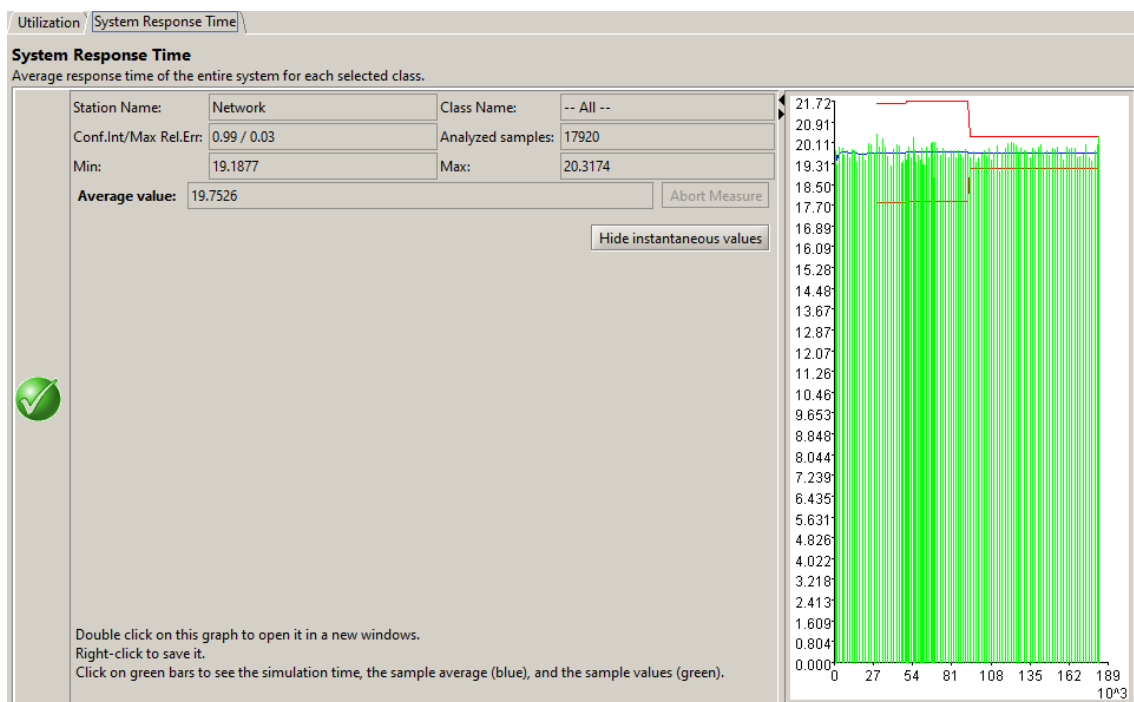 Utilization System Response Time
System Response Time
Average response time of the entire system for each selected class.
Station Name: Network Class Name: -- All --
Conf.Int/Max Rel.Err: 0.99 / 0.03 Analyzed samples: 17920
Min: 19.1877 Max: 20.3174
Average value: 19.7526 Abort Measure
Hide instantaneous values
Double click on this graph to open it in a new windows.
Right-click to save it.
Click on green bars to see the simulation time, the sample average (blue), and the sample values (green).
21.72
20.91
20.11
19.31
18.50
17.70
16.89
16.09
15.28
14.48
13.67
12.87
12.07
11.26
10.46
9.653
8.848
8.044
7.239
6.435
5.631
4.826
4.022
3.218
2.413
1.609
0.804
0.000
0 27 54 81 108 135 162 189
10^3